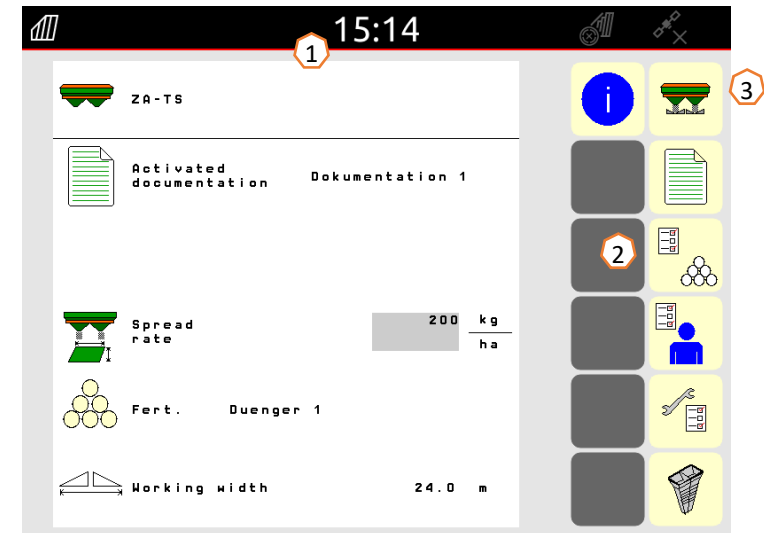 15:14
1
3
ZA-TS
i
Activated
documentation Dokumentation 1
2
Spread
rate
200 kg
ha
Fert. Duenger 1
Working width 24.0 m